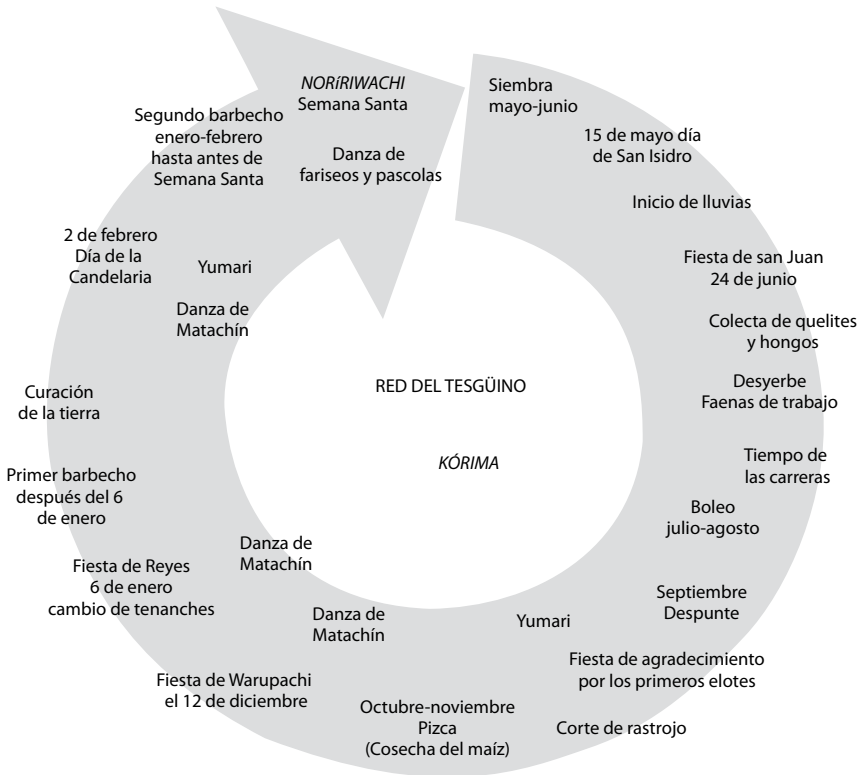 Siembra
mayo-junio
15 de mayo día
de San Isidro
Inicio de lluvias
Fiesta de san Juan
24 de junio
Colecta de quelites
y hongos
Desyerbe
Faenas de trabajo
Tiempo de
las carreras
Boleo
julio-agosto
Septiembre
Despunte
Yumari
Fiesta de agradecimiento
por los primeros elotes
Corte de rastrojo
Octubre-noviembre
Pizca
(Cosecha del maíz)
Danza de
Matachín
Fiesta de Warupachi
el 12 de diciembre
Danza de
Matachín
Fiesta de Reyes
6 de enero
cambio de tenanches
Primer barbecho
después del 6
de enero
Curación
de la tierra
Danza de
Matachín
Yumari
2 de febrero
Día de la
Candelaria
Segundo barbecho
enero-febrero
hasta antes de
Semana Santa
NORíRIWACHI
Semana Santa
Danza de
fariseos y pascolas
RED DEL TESGÜINO
KÓRIMA